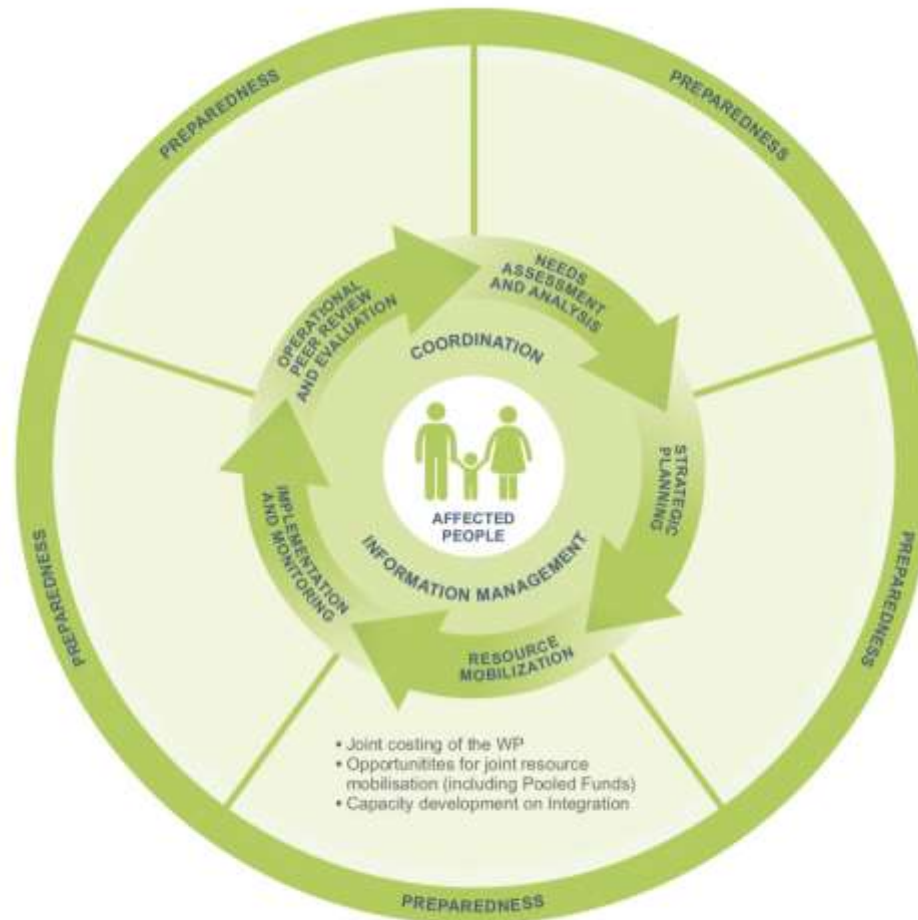 PREPAREDNESS
PREPAREDNESS
PREPAREDNESS
PREPAREDNESS
PREPAREDNESS
NEEDS
ASSESSMENT
AND ANALYSIS
STRATEGIC
PLANNING
RESOURCE
MOBILIZATION
IMPLEMENTATION
AND MONITORING
OPERATIONAL
PEER REVIEW
AND EVALUATION
COORDINATION
AFFECTED
PEOPLE
INFORMATION MANAGEMENT
• Joint costing of the WP
• Opportunitites for joint resource
mobilisation (including Pooled Funds)
• Capacity development on Integration